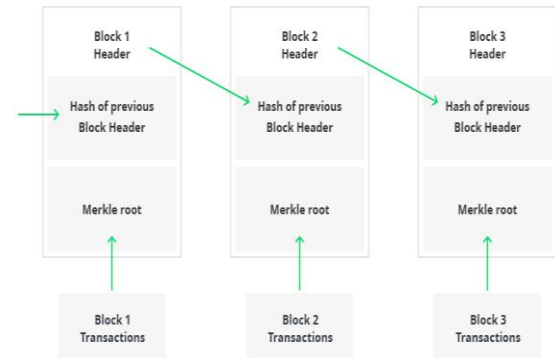 Block 1
Header
Block 2
Header
Block 3
Header
Hash of previous
Block Header
Hash of previous
Block Header
Hash of previous
Block Header
Merkle root
Merkle root
Merkle root
Block 1
Transactions
Block 2
Transactions
Block 3
Transactions